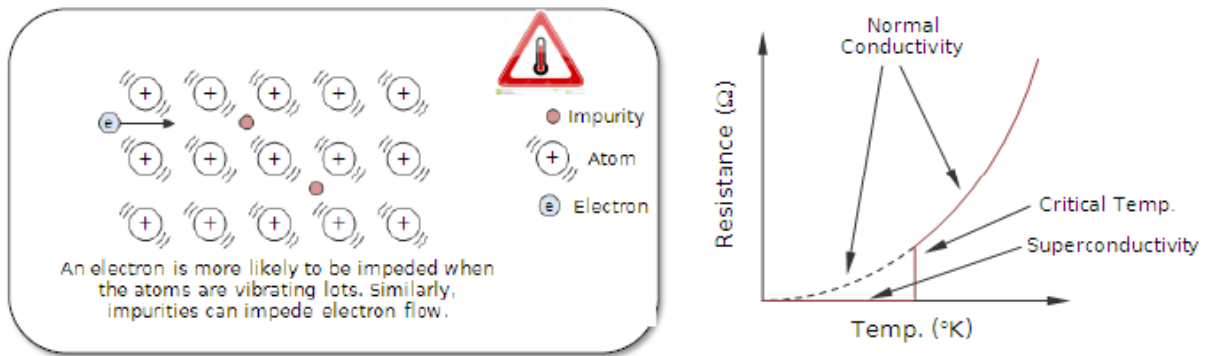 e
+ + + + +
+ + + + +
+ + + + +
Impurity
+ Atom
e Electron
An electron is more likely to be impeded when
the atoms are vibrating lots. Similarly,
impurities can impede electron flow.
Normal
Conductivity
Resistance (Ω)
Critical Temp.
Superconductivity
Temp. (°K)